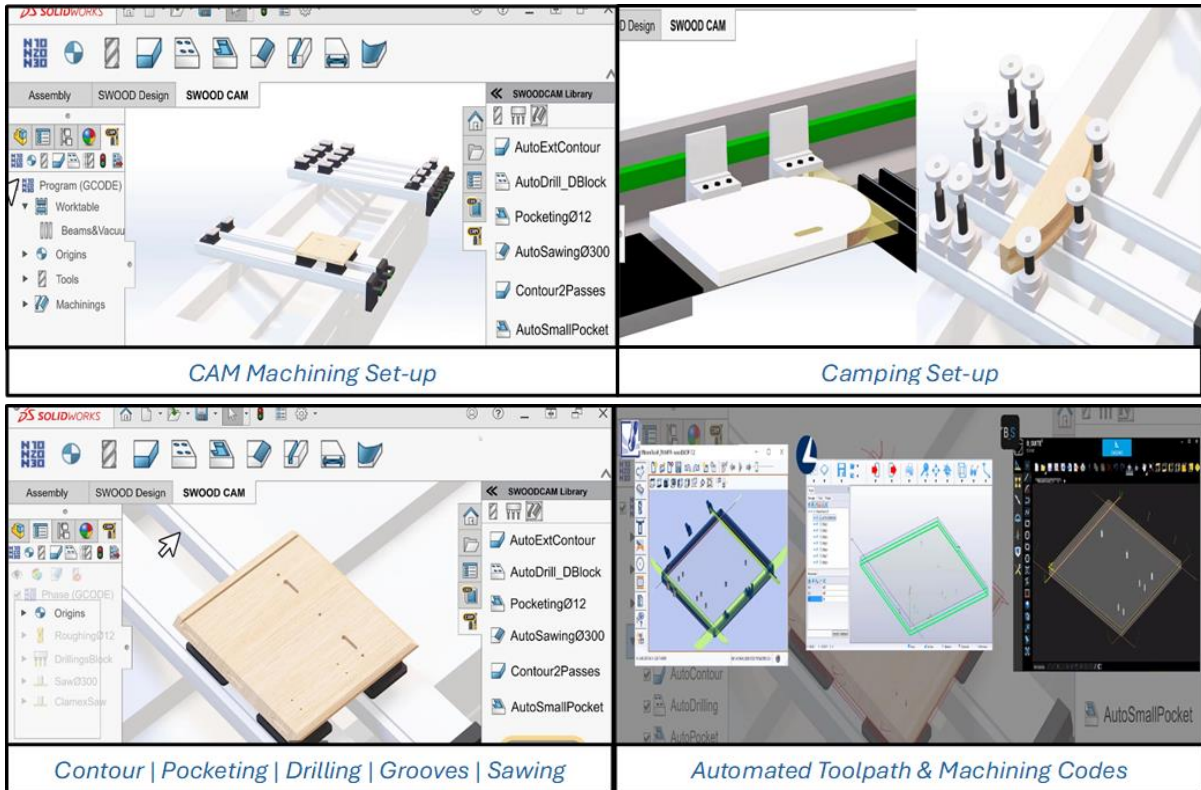 SOLIDWORKS
Assembly
SWOOD Design
SWOOD CAM
SWOODCAM Library
Program (GCODE)
Worktable
Beams&Vacuu
Origins
Tools
Machinings
AutoExtContour
AutoDrill_DBlock
PocketingØ12
AutoSawingØ300
Contour2Passes
AutoSmallPocket
CAM Machining Set-up
D Design
SWOOD CAM
Camping Set-up
SOLIDWORKS
Assembly
SWOOD Design
SWOOD CAM
SWOODCAM Library
Phase (GCODE)
Origins
RoughingØ12
DrillingsBlock
SawØ300
ClamexSaw
AutoExtContour
AutoDrill_DBlock
PocketingØ12
AutoSawingØ300
Contour2Passes
AutoSmallPocket
Contour | Pocketing | Drilling | Grooves | Sawing
AutoContour
AutoDrilling
AutoPocket
AutoSmallPocket
Automated Toolpath & Machining Codes